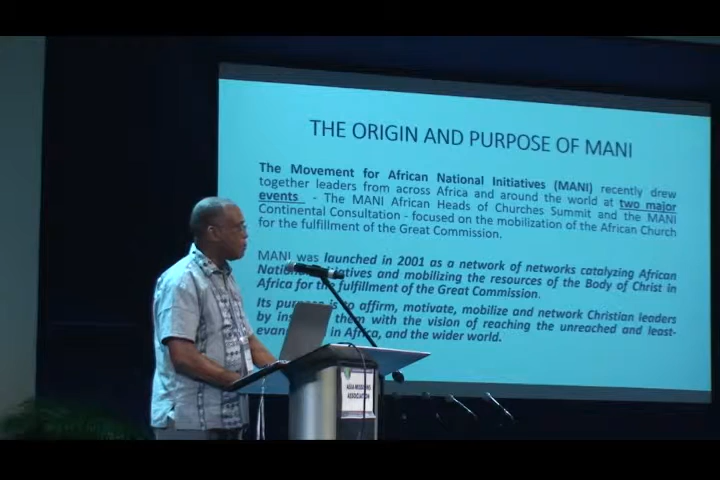 THE ORIGIN AND PURPOSE OF MANI
The Movement for African National Initiatives (MANI) recently drew
together leaders from across Africa and around the world at two major
events - The MANI African Heads of Churches Summit and the MANI
Continental Consultation - focused on the mobilization of the African Church
for the fulfillment of the Great Commission.
MANI was launched in 2001 as a network of networks catalyzing African
and mobilizing the resources of the Body of Christ in
Africa for the fulfillment of the Great Commission.
Its is to affirm, motivate, mobilize and network Christian leaders
by them with the vision of reaching the unreached and least-
in Africa, and the wider world.
ASIA MISSIONS
ASSOCIATION